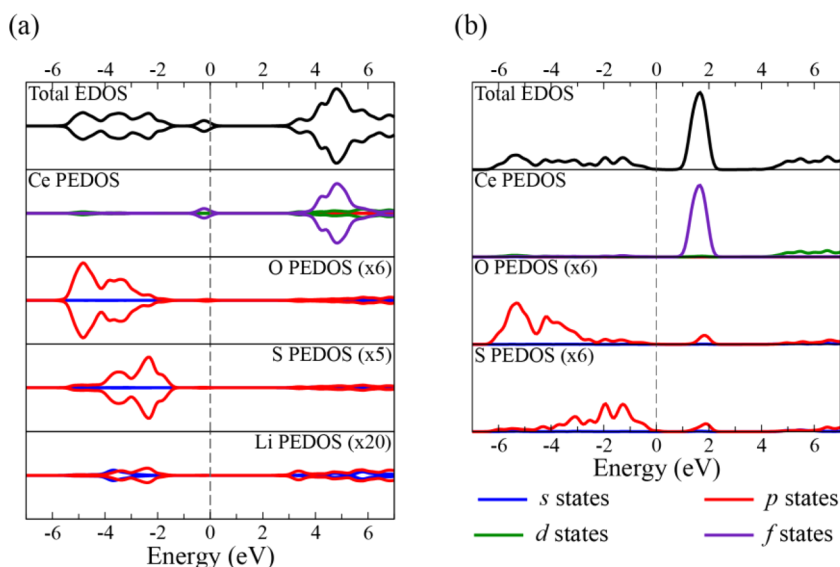 (a)
-6 -4 -2 0 2 4 6
Total EDOS
Ce PEDOS
O PEDOS (x6)
S PEDOS (x5)
Li PEDOS (x20)
-6 -4 -2 0 2 4 6
Energy (eV)
(b)
-6 -4 -2 0 2 4 6
Total EDOS
Ce PEDOS
O PEDOS (x6)
S PEDOS (x6)
-6 -4 -2 0 2 4 6
Energy (eV)
s states p states
d states f states